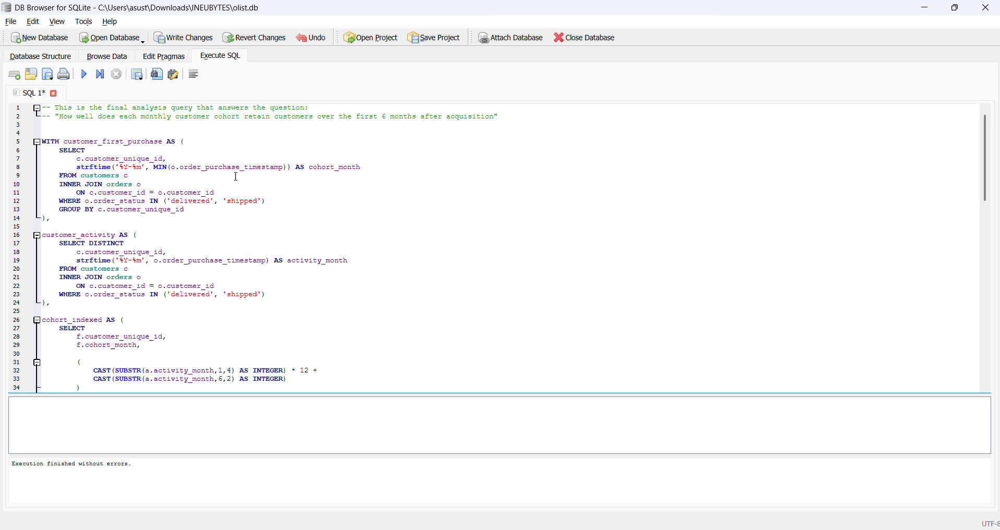 DB Browser for SQLite - C:\Users\asust\Downloads\INEUBYTES\olist.db
File Edit View Tools Help
New Database Open Database Write Changes Revert Changes Undo Open Project Save Project Attach Database Close Database
Database Structure Browse Data Edit Pragmas Execute SQL
SQL 1*
1 -- This is the final analysis query that answers the question:
2 -- "How well does each monthly customer cohort retain customers over the first 6 months after acquisition"
3
4
5 WITH customer_first_purchase AS (
6 SELECT
7 c.customer_unique_id,
8 strftime('%Y-%m', MIN(o.order_purchase_timestamp)) AS cohort_month
9 FROM customers c
10 INNER JOIN orders o
11 ON c.customer_id = o.customer_id
12 WHERE o.order_status IN ('delivered', 'shipped')
13 GROUP BY c.customer_unique_id
14 ),
15
16 customer_activity AS (
17 SELECT DISTINCT
18 c.customer_unique_id,
19 strftime('%Y-%m', o.order_purchase_timestamp) AS activity_month
20 FROM customers c
21 INNER JOIN orders o
22 ON c.customer_id = o.customer_id
23 WHERE o.order_status IN ('delivered', 'shipped')
24 ),
25
26 cohort_indexed AS (
27 SELECT
28 f.customer_unique_id,
29 f.cohort_month,
30
31 (
32 CAST(SUBSTR(a.activity_month,1,4) AS INTEGER) * 12 +
33 CAST(SUBSTR(a.activity_month,6,2) AS INTEGER)
34 )
Execution finished without errors.
UTF-8